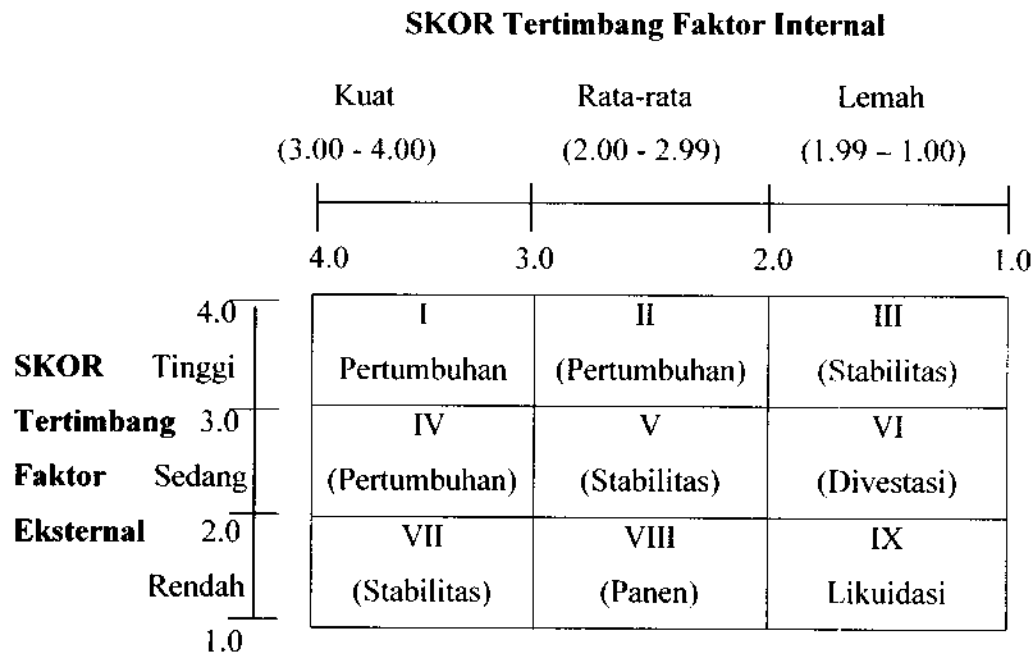 SKOR Tertimbang Faktor Internal
Kuat Rata-rata Lemah
(3.00 - 4.00) (2.00 - 2.99) (1.99 – 1.00)
4.0 3.0 2.0 1.0
4.0 I II III
SKOR Tinggi Pertumbuhan (Pertumbuhan) (Stabilitas)
Tertimbang 3.0 IV V VI
Faktor Sedang (Pertumbuhan) (Stabilitas) (Divestasi)
Eksternal 2.0 VII VIII IX
Rendah (Stabilitas) (Panen) Likuidasi
1.0